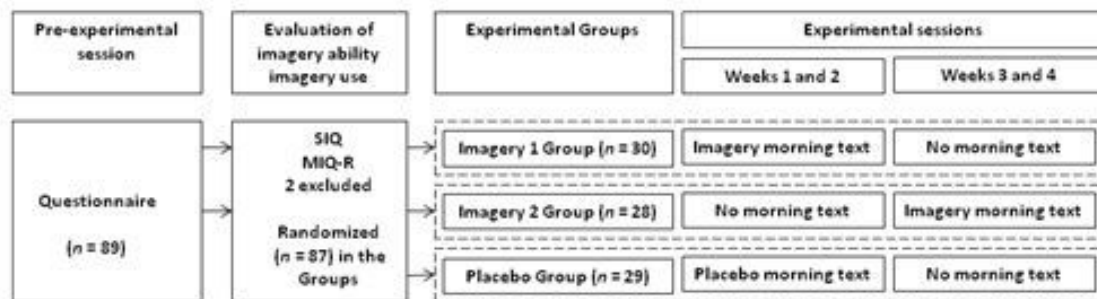 Pre-experimental
session
Evaluation of
imagery ability
imagery use
Experimental Groups
Experimental sessions
Weeks 1 and 2
Weeks 3 and 4
Questionnaire
(n = 89)
SIQ
MIQ-R
2 excluded
Randomized
(n = 87) in the
Groups
Imagery 1 Group (n = 30)
Imagery morning text
No morning text
Imagery 2 Group (n = 28)
No morning text
Imagery morning text
Placebo Group (n = 29)
Placebo morning text
No morning text